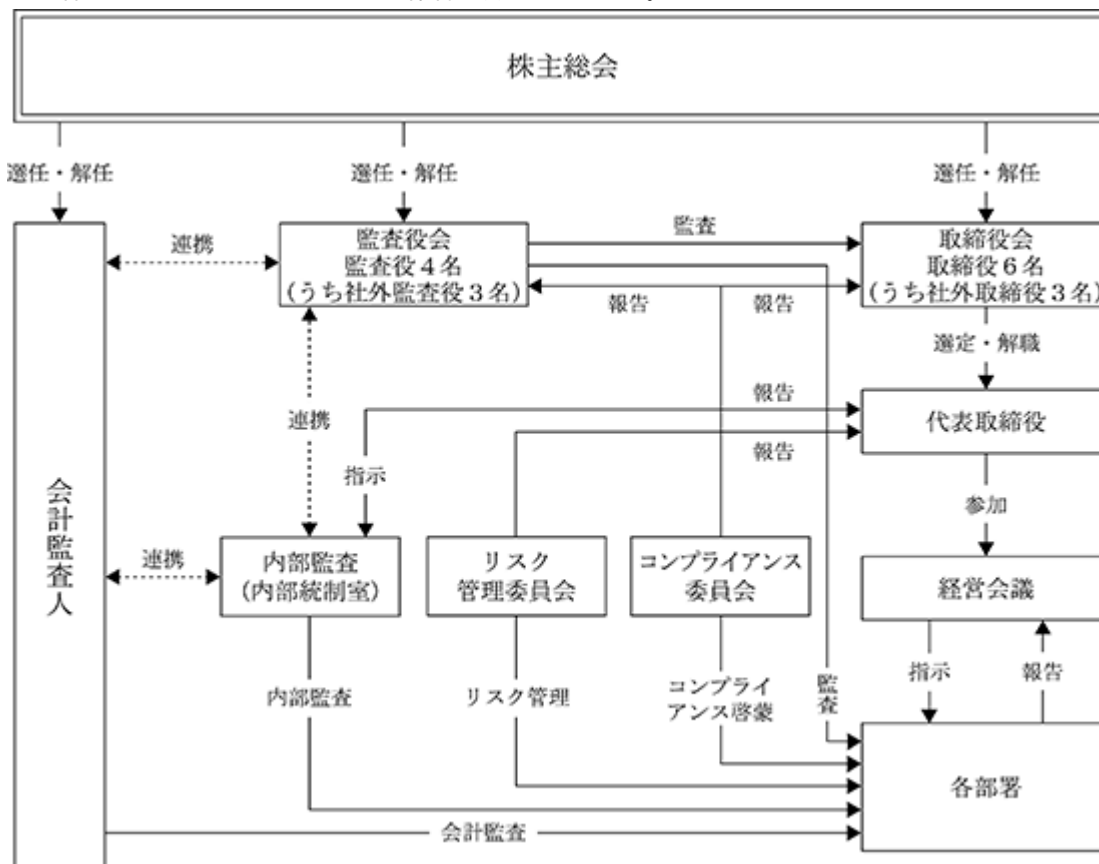 株主総会
選任・解任
選任・解任
選任・解任
連携
監査役会
監査役4名
(うち社外監査役3名)
監査
取締役会
取締役6名
(うち社外取締役3名)
報告
報告
選定・解職
連携
報告
代表取締役
報告
指示
参加
会計監査人
連携
内部監査
(内部統制室)
リスク
管理委員会
コンプライアンス
委員会
経営会議
指示
報告
内部監査
リスク管理
コンプライ
アンス啓蒙
監査
各部署
会計監査